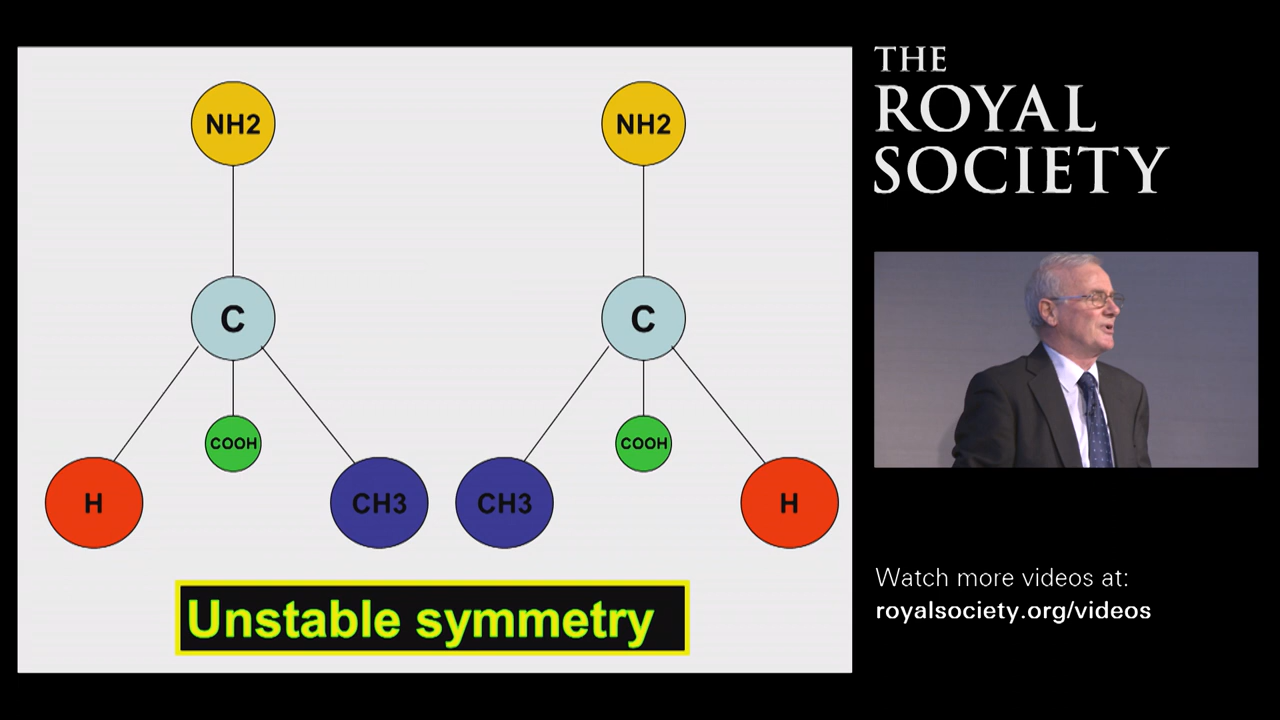 NH2
NH2
C
C
COOH
COOH
H
CH3
CH3
H
Unstable symmetry
THE
ROYAL
SOCIETY
Watch more videos at:
royalsociety.org/videos